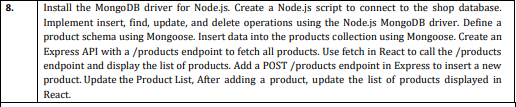 8. Install the MongoDB driver for Node.js. Create a Node.js script to connect to the shop database.
Implement insert, find, update, and delete operations using the Node.js MongoDB driver. Define a
product schema using Mongoose. Insert data into the products collection using Mongoose. Create an
Express API with a /products endpoint to fetch all products. Use fetch in React to call the /products
endpoint and display the list of products. Add a POST /products endpoint in Express to insert a new
product. Update the Product List, After adding a product, update the list of products displayed in
React.